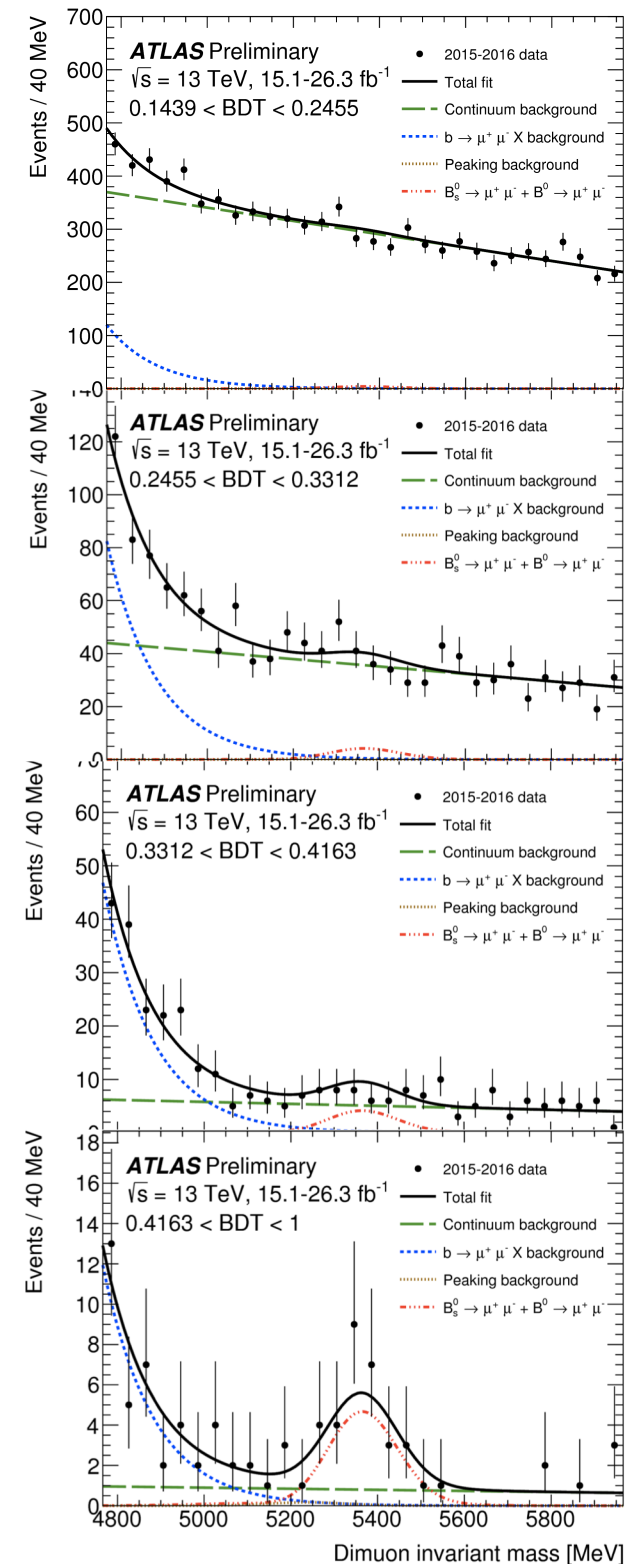 700
600
500
400
300
200
100
0
Events / 40 MeV
ATLAS Preliminary
√s = 13 TeV, 15.1-26.3 fb⁻¹
0.1439 < BDT < 0.2455
2015-2016 data
Total fit
Continuum background
b → μ⁺ μ⁻ X background
Peaking background
B⁰ₛ → μ⁺ μ⁻ + B⁰ → μ⁺ μ⁻
120
100
80
60
40
20
0
Events / 40 MeV
ATLAS Preliminary
√s = 13 TeV, 15.1-26.3 fb⁻¹
0.2455 < BDT < 0.3312
2015-2016 data
Total fit
Continuum background
b → μ⁺ μ⁻ X background
Peaking background
B⁰ₛ → μ⁺ μ⁻ + B⁰ → μ⁺ μ⁻
60
50
40
30
20
10
Events / 40 MeV
ATLAS Preliminary
√s = 13 TeV, 15.1-26.3 fb⁻¹
0.3312 < BDT < 0.4163
2015-2016 data
Total fit
Continuum background
b → μ⁺ μ⁻ X background
Peaking background
B⁰ₛ → μ⁺ μ⁻ + B⁰ → μ⁺ μ⁻
18
16
14
12
10
8
6
4
2
0
Events / 40 MeV
ATLAS Preliminary
√s = 13 TeV, 15.1-26.3 fb⁻¹
0.4163 < BDT < 1
2015-2016 data
Total fit
Continuum background
b → μ⁺ μ⁻ X background
Peaking background
B⁰ₛ → μ⁺ μ⁻ + B⁰ → μ⁺ μ⁻
4800 5000 5200 5400 5600 5800
Dimuon invariant mass [MeV]